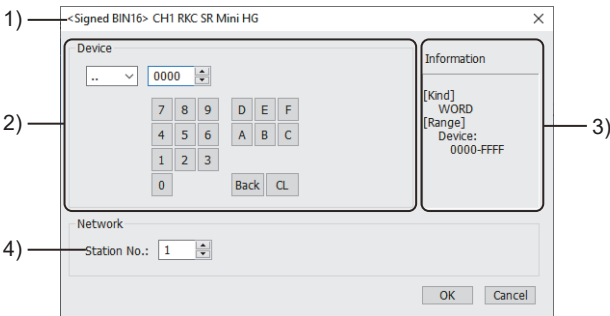 1)
<Signed BIN16> CH1 RKC SR Mini HG
Device
.. 0000
7 8 9 D E F
4 5 6 A B C
1 2 3
0 Back CL
2)
Information
[Kind]
WORD
[Range]
Device:
0000-FFFF
3)
Network
4)
Station No.: 1
OK Cancel